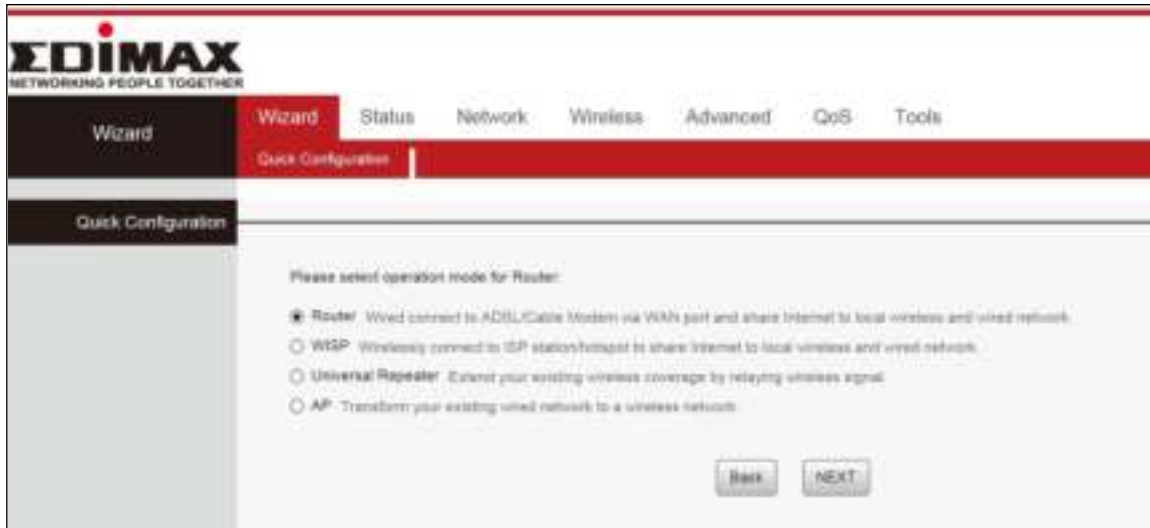 EDIMAX
NETWORKING PEOPLE TOGETHER
Wizard
Wizard Status Network Wireless Advanced QoS Tools
Quick Configuration
Quick Configuration
Please select operation mode for Router:
Router Wired connect to ADSL/Cable Modem via WAN port and share Internet to local wireless and wired network.
WISP Wirelessly connect to ISP station/hotspot to share Internet to local wireless and wired network.
Universal Repeater Extend your existing wireless coverage by relaying wireless signal.
AP Transform your existing wired network to a wireless network.
Back NEXT